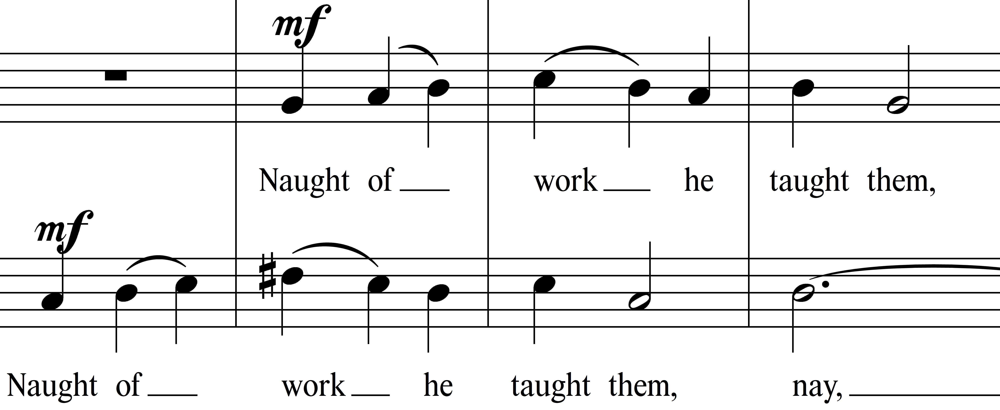 mf
Naught of work he taught them,
mf
Naught of work he taught them, nay,